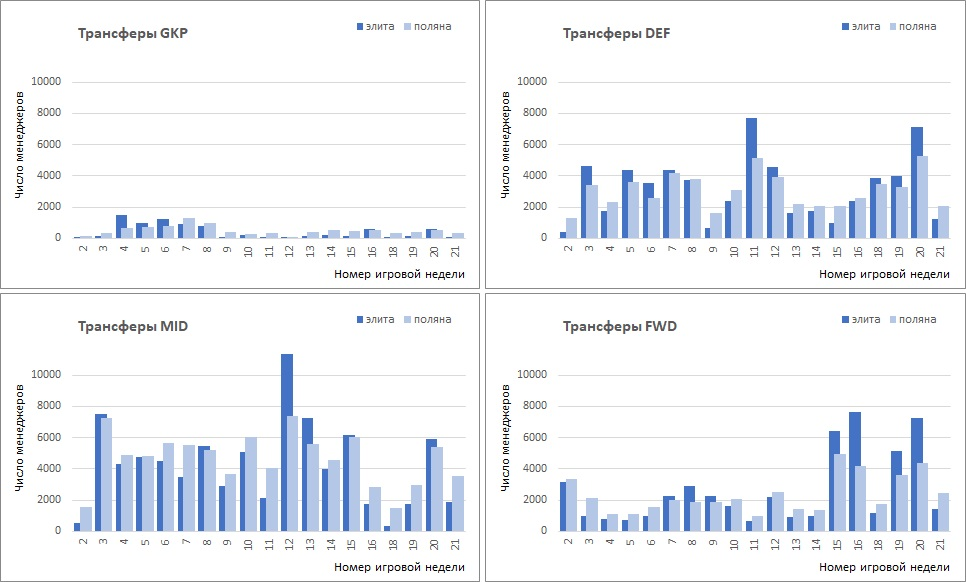 Трансферы GKP
элита поляна
Число менеджеров
10000
8000
6000
4000
2000
0
2 3 4 5 6 7 8 9 10 11 12 13 14 15 16 18 19 20 21
Номер игровой недели
Трансферы DEF
элита поляна
Число менеджеров
10000
8000
6000
4000
2000
0
2 3 4 5 6 7 8 9 10 11 12 13 14 15 16 18 19 20 21
Номер игровой недели
Трансферы MID
элита поляна
Число менеджеров
10000
8000
6000
4000
2000
0
2 3 4 5 6 7 8 9 10 11 12 13 14 15 16 18 19 20 21
Номер игровой недели
Трансферы FWD
элита поляна
Число менеджеров
10000
8000
6000
4000
2000
0
2 3 4 5 6 7 8 9 10 11 12 13 14 15 16 18 19 20 21
Номер игровой недели